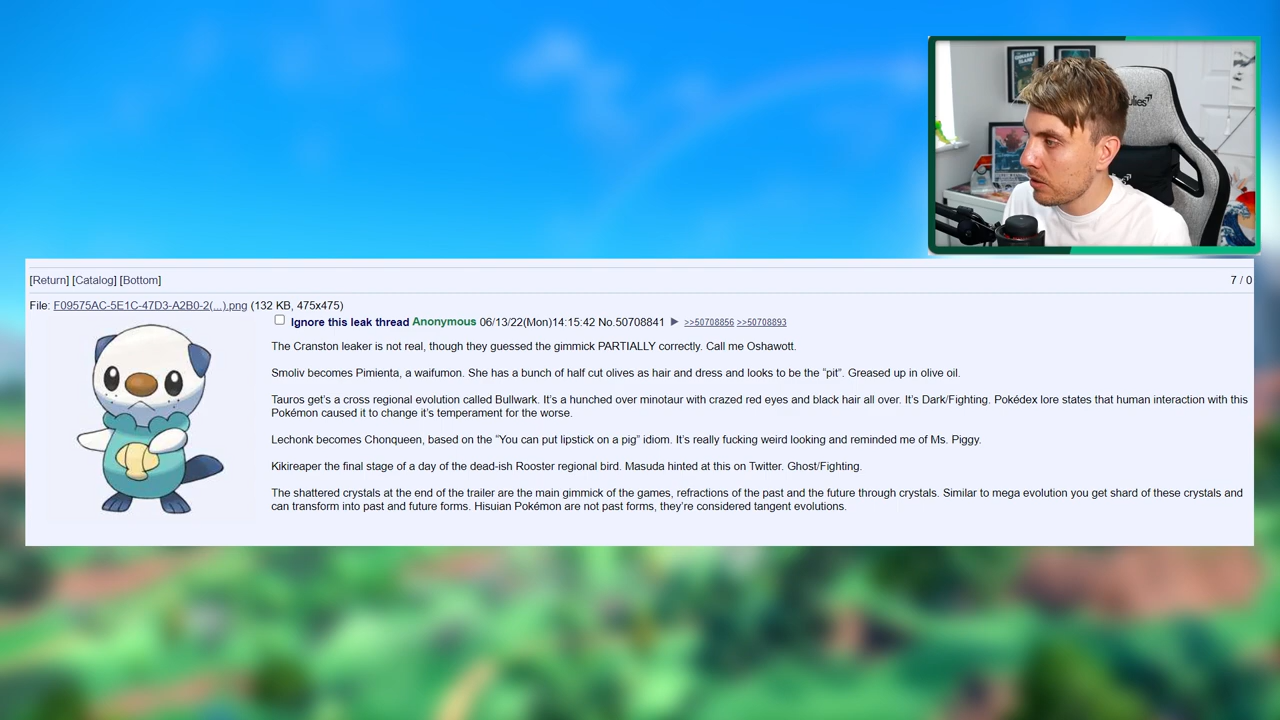 [Return] [Catalog] [Bottom]
7 / 0
File: F09575AC-5E1C-47D3-A2B0-2(...).png (132 KB, 475x475)
Ignore this leak thread Anonymous 06/13/22(Mon)14:15:42 No.50708841 ▶ >>50708856 >>50708893
The Cranston leaker is not real, though they guessed the gimmick PARTIALLY correctly. Call me Oshawott.
Smoliv becomes Pimienta, a waifumon. She has a bunch of half cut olives as hair and dress and looks to be the "pit". Greased up in olive oil.
Tauros get's a cross regional evolution called Bullwark. It's a hunched over minotaur with crazed red eyes and black hair all over. It's Dark/Fighting. Pokédex lore states that human interaction with this
Pokémon caused it to change it's temperament for the worse.
Lechonk becomes Chonqueen, based on the "You can put lipstick on a pig" idiom. It's really fucking weird looking and reminded me of Ms. Piggy.
Kikireaper the final stage of a day of the dead-ish Rooster regional bird. Masuda hinted at this on Twitter. Ghost/Fighting.
The shattered crystals at the end of the trailer are the main gimmick of the games, refractions of the past and the future through crystals. Similar to mega evolution you get shard of these crystals and
can transform into past and future forms. Hisuian Pokémon are not past forms, they're considered tangent evolutions.